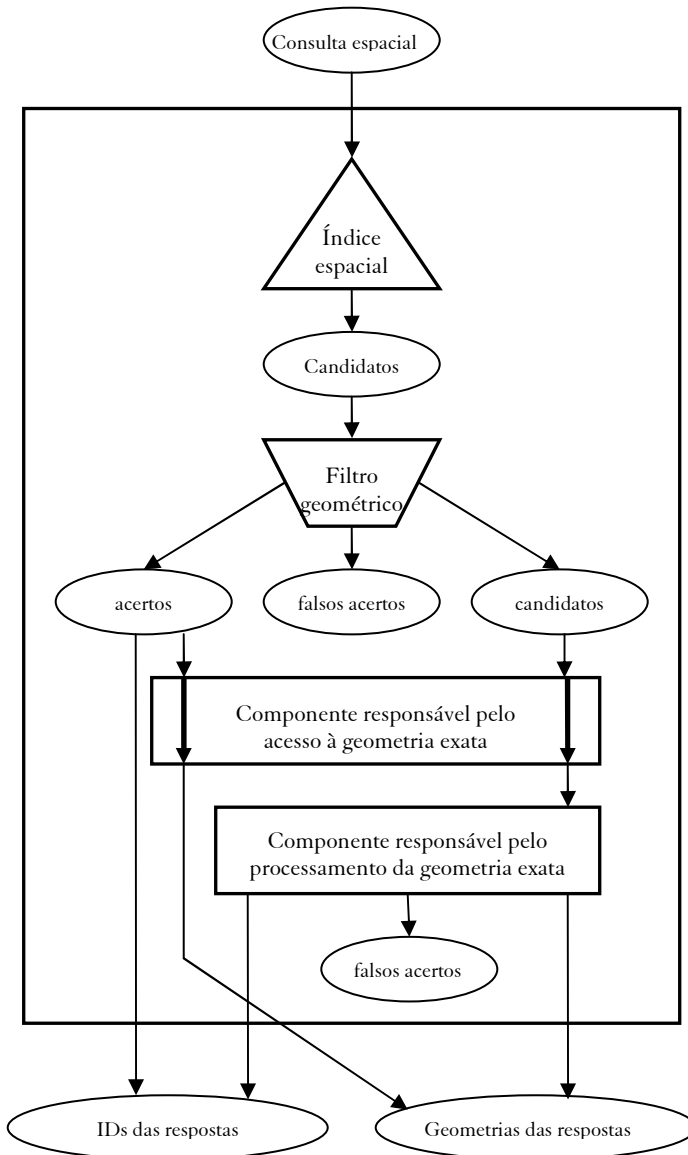 Consulta espacial
Índice
espacial
Candidatos
Filtro
geométrico
acertos
falsos acertos
candidatos
Componente responsável pelo
acesso à geometria exata
Componente responsável pelo
processamento da geometria exata
falsos acertos
IDs das respostas
Geometrias das respostas